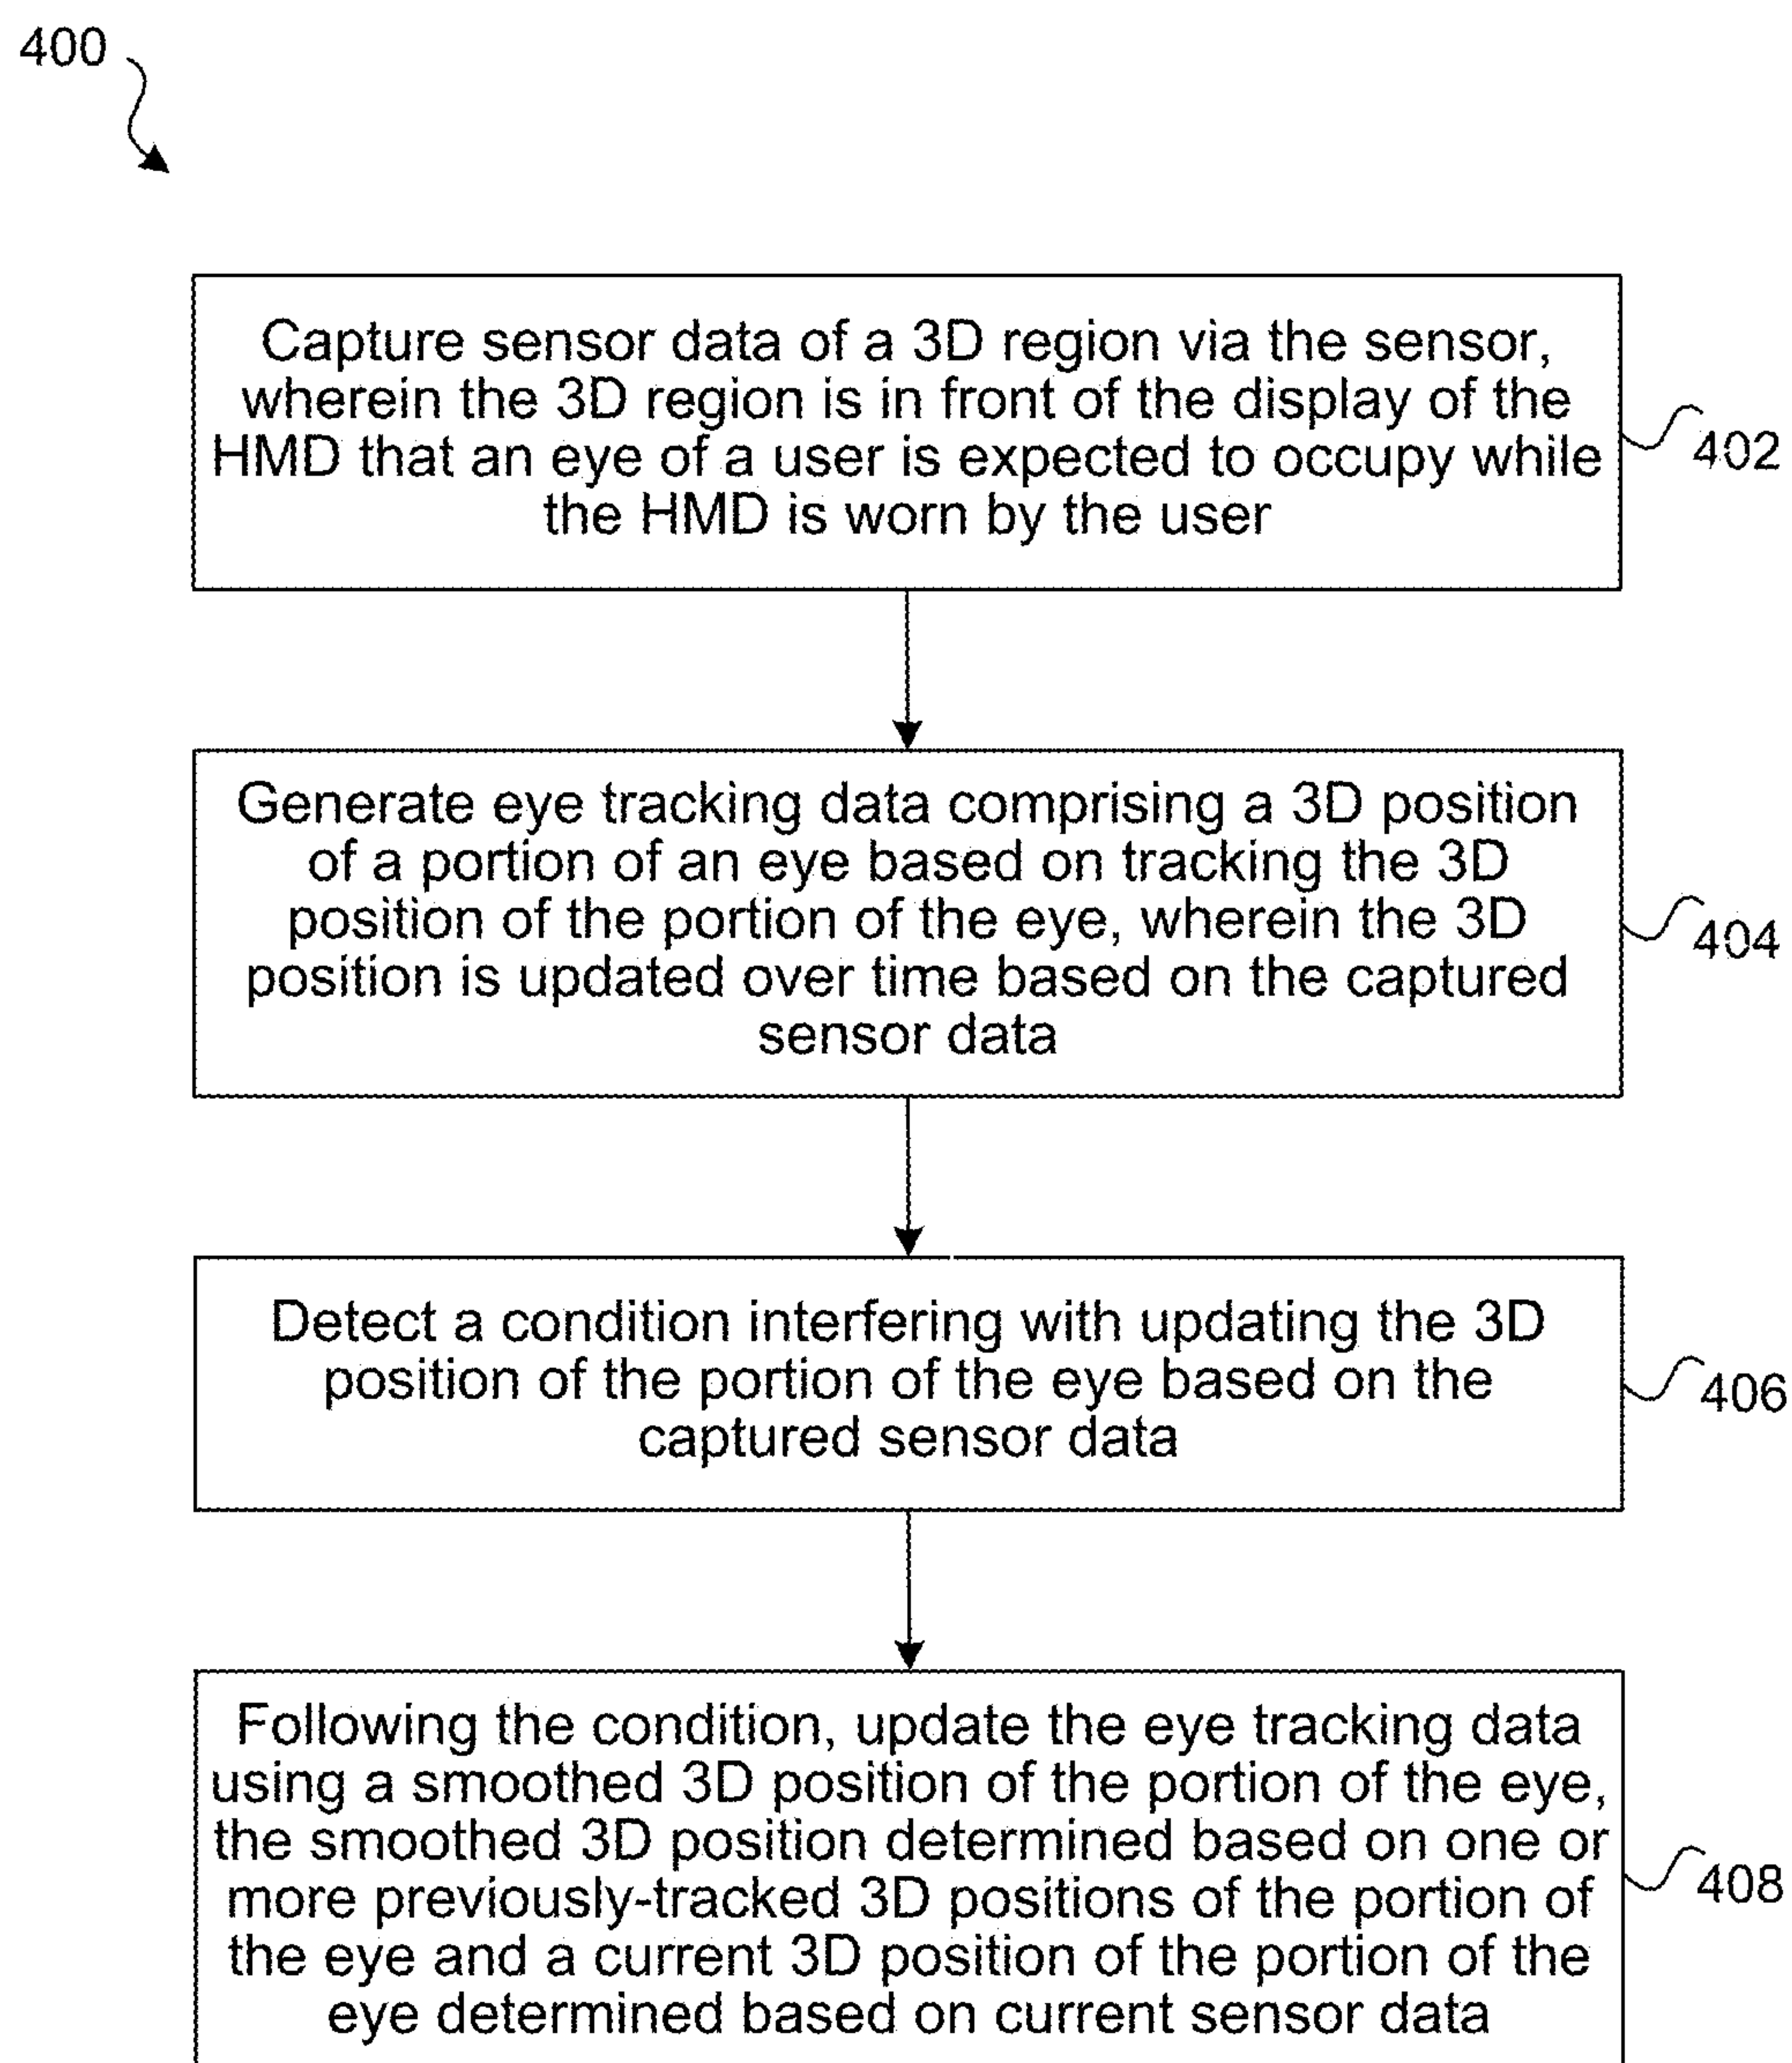 400
Capture sensor data of a 3D region via the sensor,
wherein the 3D region is in front of the display of the
HMD that an eye of a user is expected to occupy while
the HMD is worn by the user
402
Generate eye tracking data comprising a 3D position
of a portion of an eye based on tracking the 3D
position of the portion of the eye, wherein the 3D
position is updated over time based on the captured
sensor data
404
Detect a condition interfering with updating the 3D
position of the portion of the eye based on the
captured sensor data
406
Following the condition, update the eye tracking data
using a smoothed 3D position of the portion of the eye,
the smoothed 3D position determined based on one or
more previously-tracked 3D positions of the portion of
the eye and a current 3D position of the portion of the
eye determined based on current sensor data
408